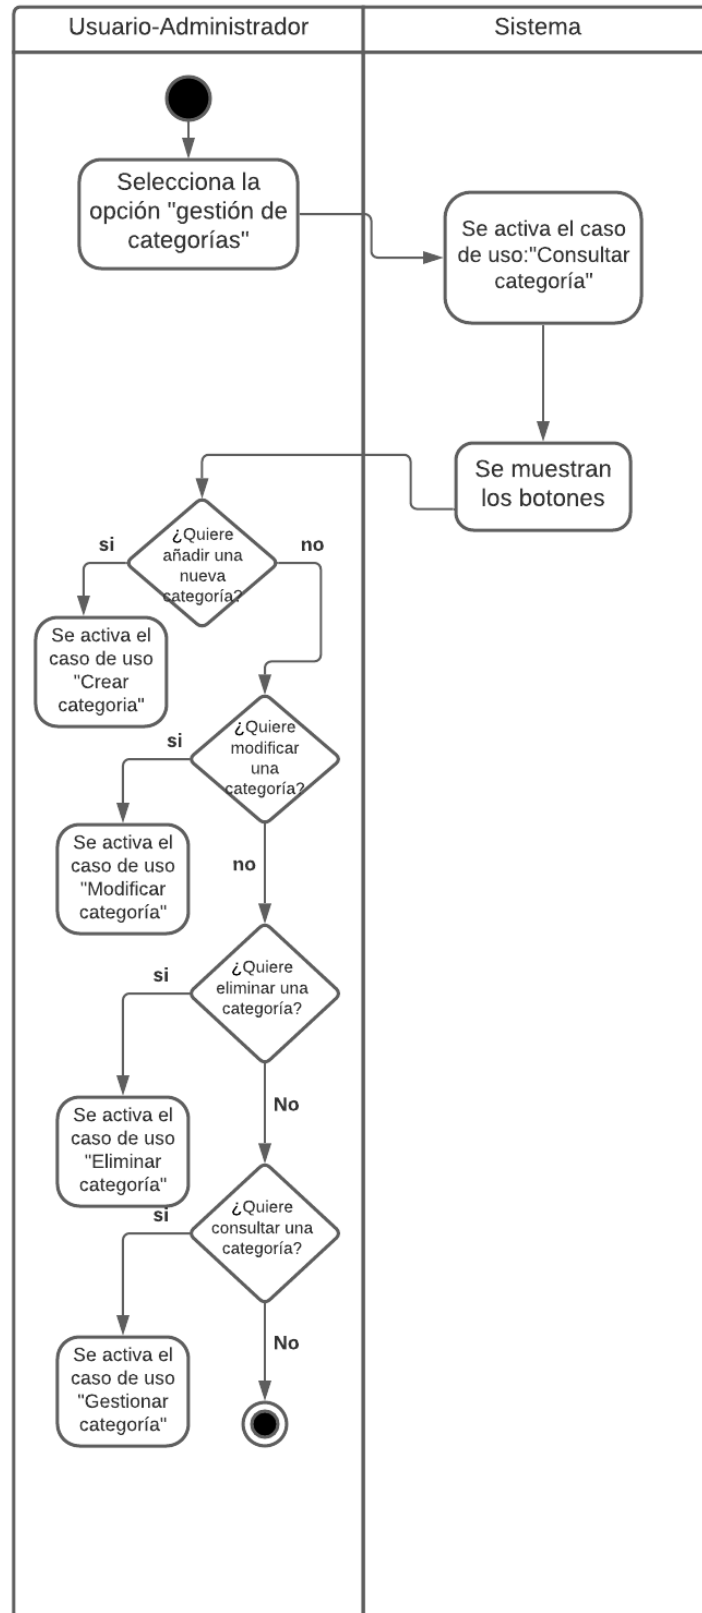 Usuario-Administrador
Sistema
Selecciona la
opción "gestión de
categorías"
Se activa el caso
de uso:"Consultar
categoría"
Se muestran
los botones
¿Quiere
añadir una
nueva
categoría?
si
no
Se activa el
caso de uso
"Crear
categoria"
¿Quiere
modificar
una
categoría?
si
no
Se activa el
caso de uso
"Modificar
categoría"
¿Quiere
eliminar una
categoría?
si
No
Se activa el
caso de uso
"Eliminar
categoría"
¿Quiere
consultar una
categoría?
si
No
Se activa el
caso de uso
"Gestionar
categoría"